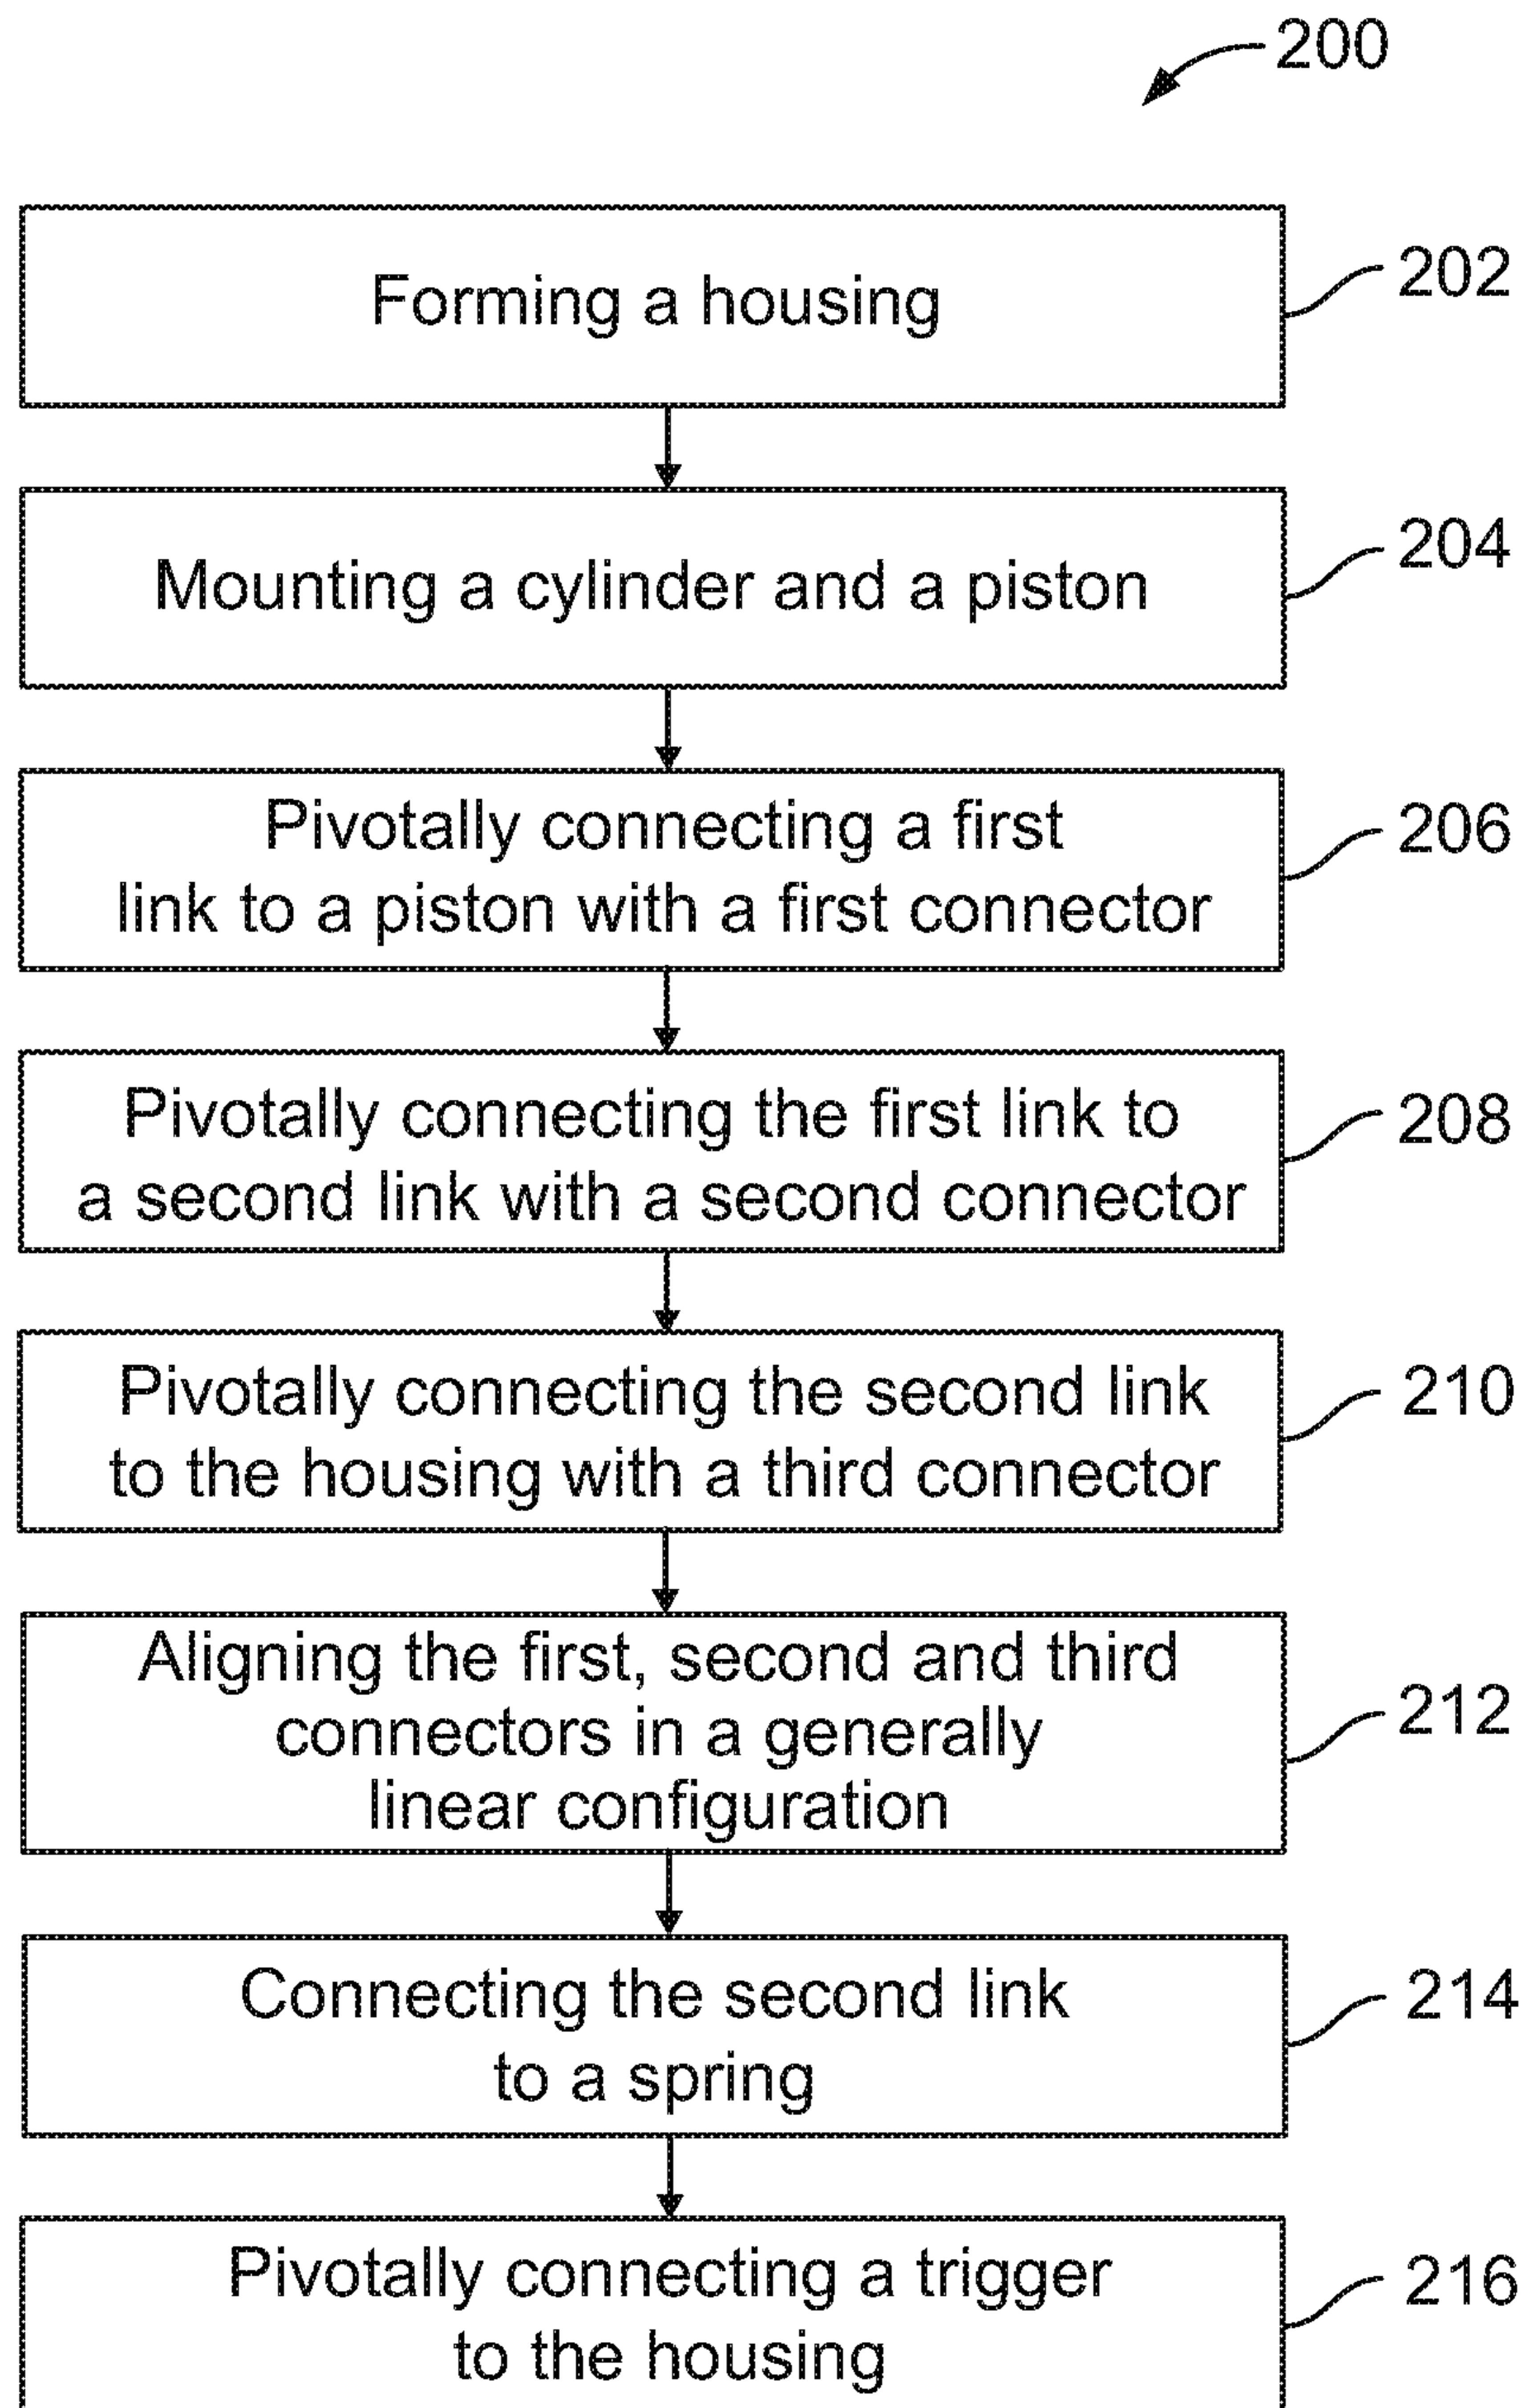 200
Forming a housing
202
Mounting a cylinder and a piston
204
Pivotally connecting a first
link to a piston with a first connector
206
Pivotally connecting the first link to
a second link with a second connector
208
Pivotally connecting the second link
to the housing with a third connector
210
Aligning the first, second and third
connectors in a generally
linear configuration
212
Connecting the second link
to a spring
214
Pivotally connecting a trigger
to the housing
216